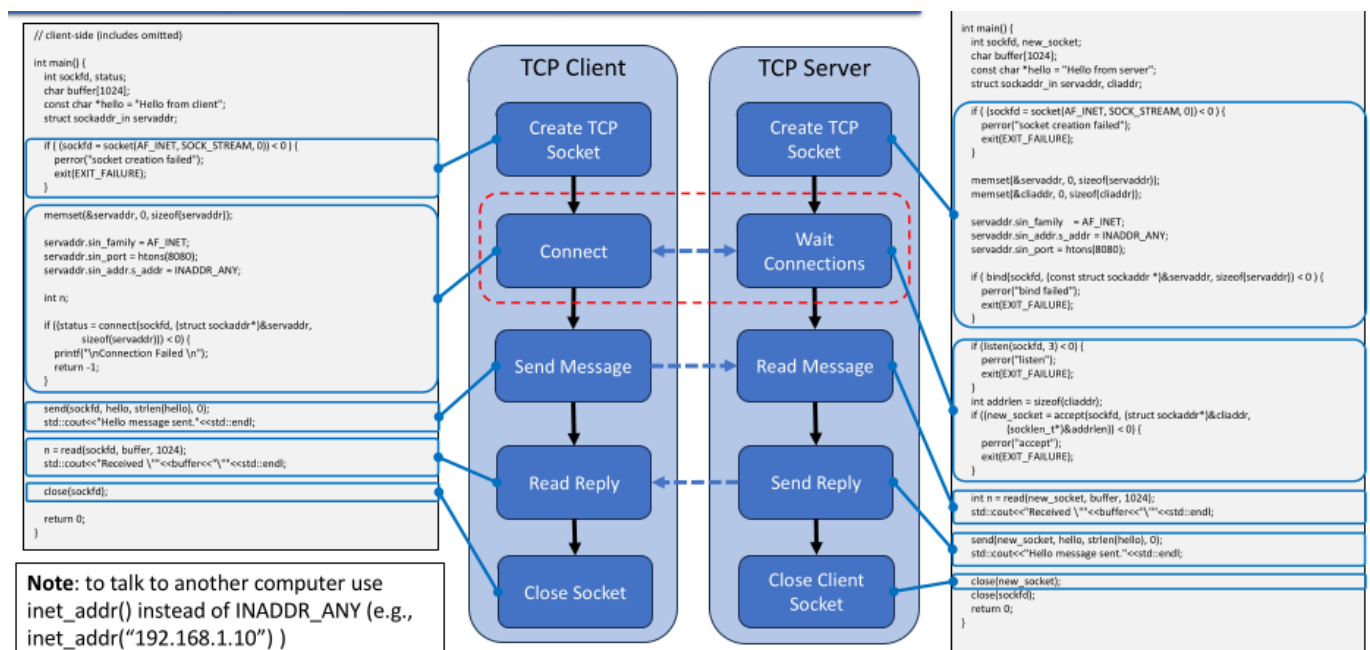 // client-side (includes omitted)
int main() {
int sockfd, status;
char buffer[1024];
const char *hello = "Hello from client";
struct sockaddr_in servaddr;
if ( (sockfd = socket(AF_INET, SOCK_STREAM, 0)) < 0 ) {
perror("socket creation failed");
exit(EXIT_FAILURE);
}
memset(&servaddr, 0, sizeof(servaddr));
servaddr.sin_family = AF_INET;
servaddr.sin_port = htons(8080);
servaddr.sin_addr.s_addr = INADDR_ANY;
int n;
if ((status = connect(sockfd, (struct sockaddr*)&servaddr,
sizeof(servaddr))) < 0) {
printf("\nConnection Failed \n");
return -1;
}
send(sockfd, hello, strlen(hello), 0);
std::cout<<"Hello message sent."<<std::endl;
n = read(sockfd, buffer, 1024);
std::cout<<"Received \""<<buffer<<"\""<<std::endl;
close(sockfd);
return 0;
}
Note: to talk to another computer use
inet_addr() instead of INADDR_ANY (e.g.,
inet_addr(“192.168.1.10”) )
TCP Client
Create TCP
Socket
Connect
Send Message
Read Reply
Close Socket
TCP Server
Create TCP
Socket
Wait
Connections
Read Message
Send Reply
Close Client
Socket
int main() {
int sockfd, new_socket;
char buffer[1024];
const char *hello = "Hello from server";
struct sockaddr_in servaddr, cliaddr;
if ( (sockfd = socket(AF_INET, SOCK_STREAM, 0)) < 0 ) {
perror("socket creation failed");
exit(EXIT_FAILURE);
}
memset(&servaddr, 0, sizeof(servaddr));
memset(&cliaddr, 0, sizeof(cliaddr));
servaddr.sin_family = AF_INET;
servaddr.sin_addr.s_addr = INADDR_ANY;
servaddr.sin_port = htons(8080);
if ( bind(sockfd, (const struct sockaddr *)&servaddr, sizeof(servaddr)) < 0 ) {
perror("bind failed");
exit(EXIT_FAILURE);
}
if (listen(sockfd, 3) < 0) {
perror("listen");
exit(EXIT_FAILURE);
}
int addrlen = sizeof(cliaddr);
if ((new_socket = accept(sockfd, (struct sockaddr*)&cliaddr,
(socklen_t*)&addrlen)) < 0) {
perror("accept");
exit(EXIT_FAILURE);
}
int n = read(new_socket, buffer, 1024);
std::cout<<"Received \""<<buffer<<"\""<<std::endl;
send(new_socket, hello, strlen(hello), 0);
std::cout<<"Hello message sent."<<std::endl;
close(new_socket);
close(sockfd);
return 0;
}